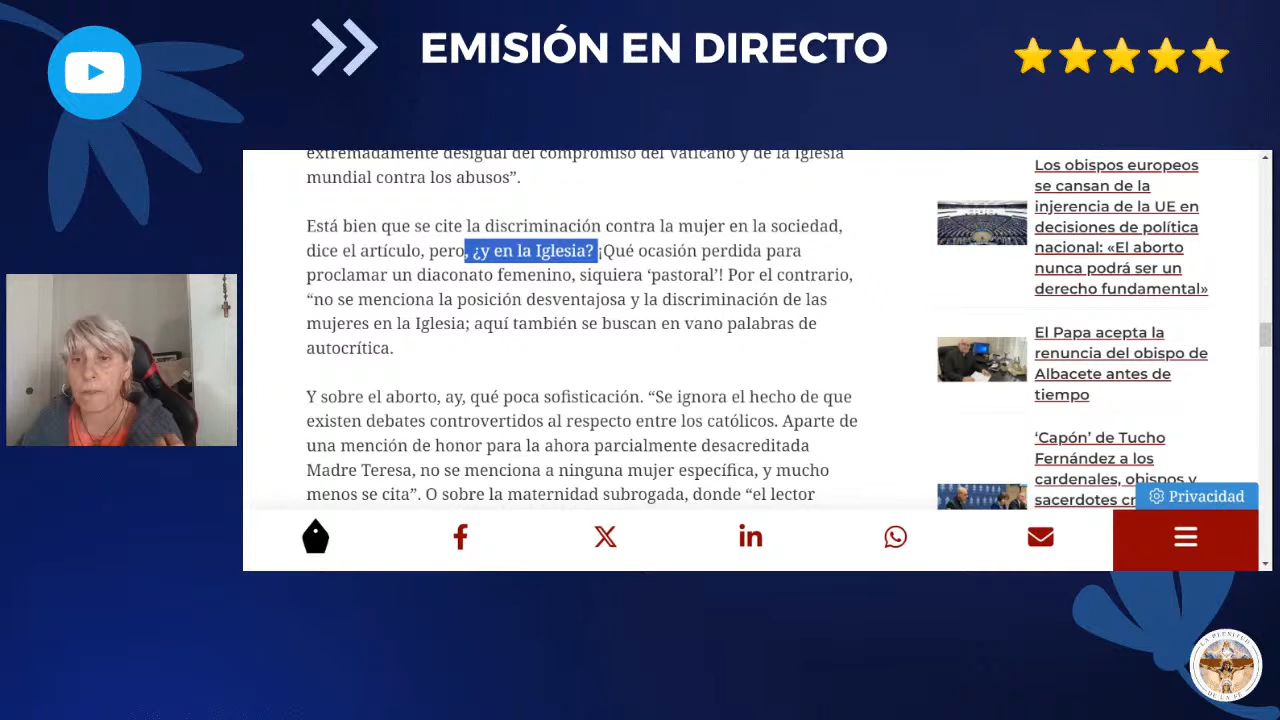 EMISIÓN EN DIRECTO
extremadamente desigual del compromiso del Vaticano y de la Iglesia
mundial contra los abusos”.
Está bien que se cite la discriminación contra la mujer en la sociedad,
dice el artículo, pero, ¿y en la Iglesia? ¡Qué ocasión perdida para
proclamar un diaconato femenino, siquiera ‘pastoral’! Por el contrario,
“no se menciona la posición desventajosa y la discriminación de las
mujeres en la Iglesia; aquí también se buscan en vano palabras de
autocrítica.
Y sobre el aborto, ay, qué poca sofisticación. “Se ignora el hecho de que
existen debates controvertidos al respecto entre los católicos. Aparte de
una mención de honor para la ahora parcialmente desacreditada
Madre Teresa, no se menciona a ninguna mujer específica, y mucho
menos se cita”. O sobre la maternidad subrogada, donde “el lector
Los obispos europeos
se cansan de la
injerencia de la UE en
decisiones de política
nacional: «El aborto
nunca podrá ser un
derecho fundamental»
El Papa acepta la
renuncia del obispo de
Albacete antes de
tiempo
‘Capón’ de Tucho
Fernández a los
cardenales, obispos y
sacerdotes
Privacidad
LA PLENITUD
DE LA FE